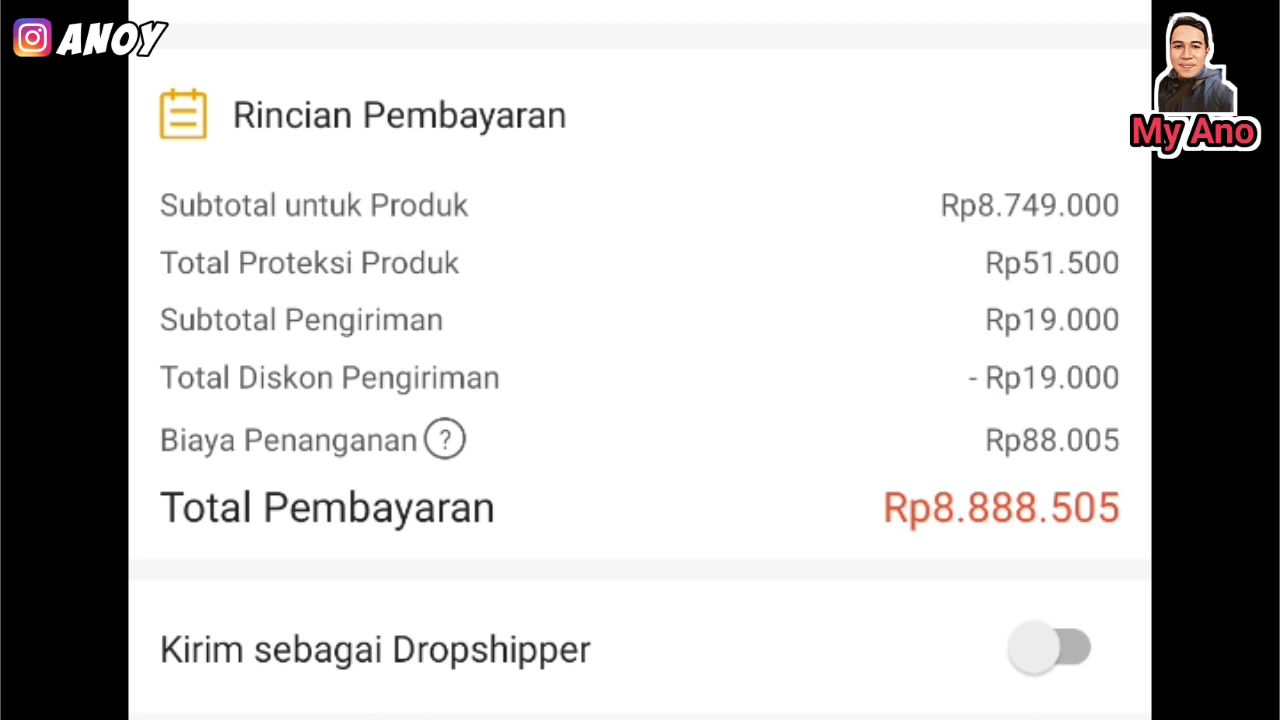 ANOY
My Ano
Rincian Pembayaran
Subtotal untuk Produk Rp8.749.000
Total Proteksi Produk Rp51.500
Subtotal Pengiriman Rp19.000
Total Diskon Pengiriman - Rp19.000
Biaya Penanganan ? Rp88.005
Total Pembayaran Rp8.888.505
Kirim sebagai Dropshipper